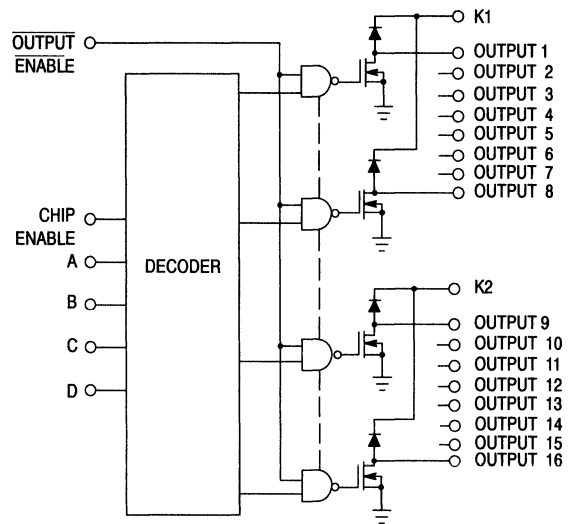 OUTPUT
ENABLE
CHIP
ENABLE
A
B
C
D
DECODER
K1
OUTPUT 1
OUTPUT 2
OUTPUT 3
OUTPUT 4
OUTPUT 5
OUTPUT 6
OUTPUT 7
OUTPUT 8
K2
OUTPUT 9
OUTPUT 10
OUTPUT 11
OUTPUT 12
OUTPUT 13
OUTPUT 14
OUTPUT 15
OUTPUT 16